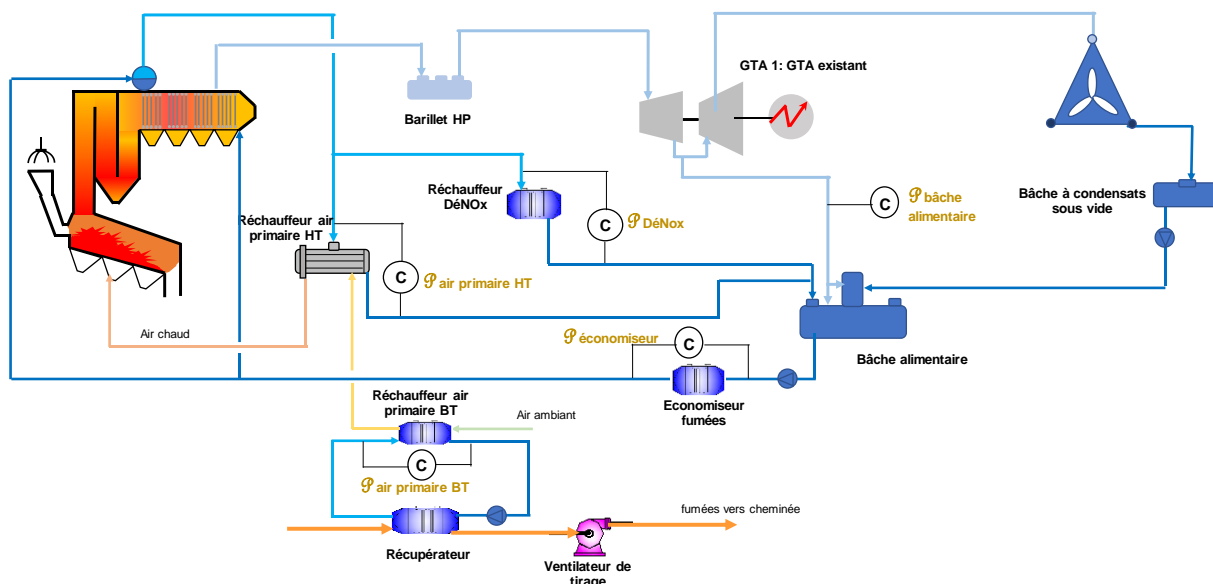 GTA 1: GTA existant
Barillet HP
Réchauffeur
DéNOx
C
𝒫 DéNox
C
𝒫 bâche
alimentaire
Bâche à condensats
sous vide
Réchauffeur air
primaire HT
C
𝒫 air primaire HT
Air chaud
𝒫 économiseur
C
Bâche alimentaire
Economiseur
fumées
Réchauffeur air
primaire BT
Air ambiant
C
𝒫 air primaire BT
Récupérateur
fumées vers cheminée
Ventilateur de
tirage